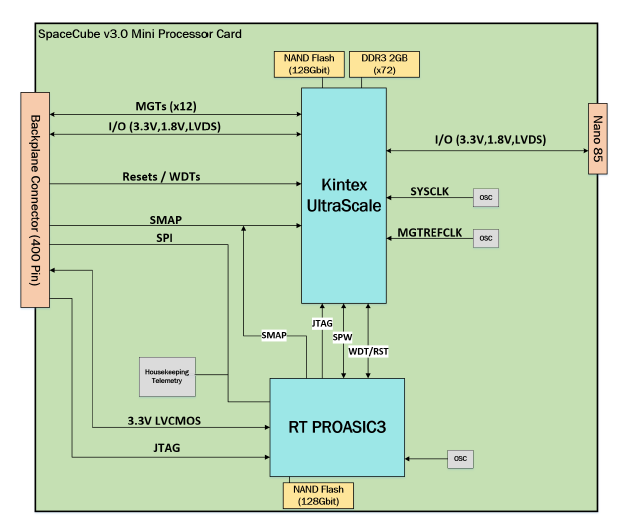 SpaceCube v3.0 Mini Processor Card
NAND Flash
(128Gbit)
DDR3 2GB
(x72)
Backplane Connector (400 Pin)
MGTs (x12)
I/O (3.3V,1.8V,LVDS)
Resets / WDTs
SMAP
SPI
Kintex
UltraScale
I/O (3.3V,1.8V,LVDS)
Nano 85
SYSCLK
OSC
MGTREFCLK
OSC
JTAG
SMAP
SPW
WDT/RST
Housekeeping
Telemetry
3.3V LVCMOS
JTAG
RT PROASIC3
OSC
NAND Flash
(128Gbit)